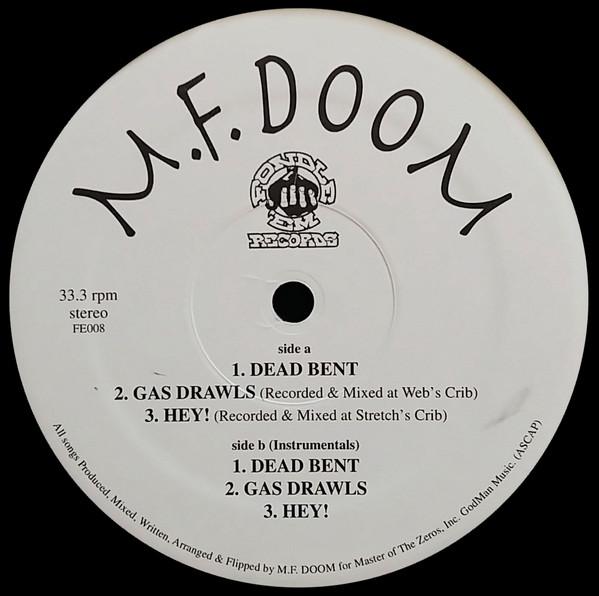 M.F. DOOM
FONDLE
'EM
RECORDS
33.3 rpm
stereo
FE008
side a
1. DEAD BENT
2. GAS DRAWLS (Recorded & Mixed at Web's Crib)
3. HEY! (Recorded & Mixed at Stretch's Crib)
side b (Instrumentals)
1. DEAD BENT
2. GAS DRAWLS
3. HEY!
All songs Produced, Mixed, Written, Arranged & Flipped by M.F. DOOM for Master of The Zeros, Inc. GodMan Music. (ASCAP)